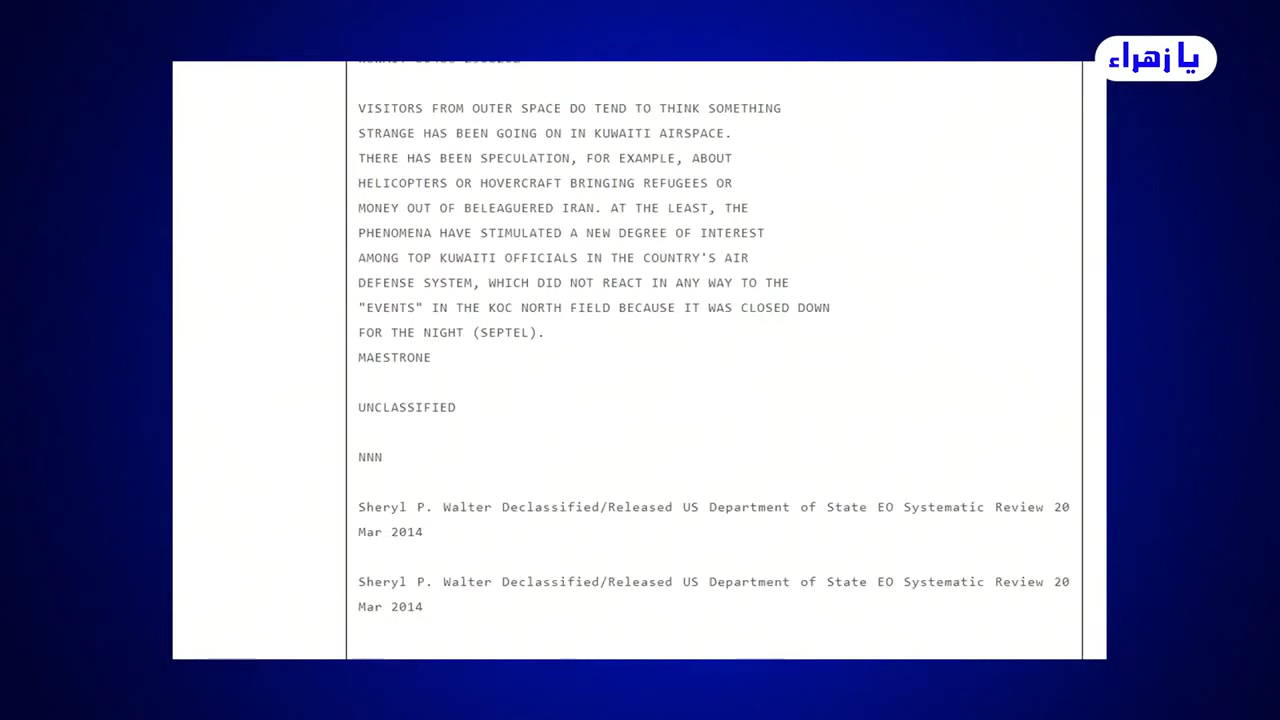 يا زهراء
VISITORS FROM OUTER SPACE DO TEND TO THINK SOMETHING
STRANGE HAS BEEN GOING ON IN KUWAITI AIRSPACE.
THERE HAS BEEN SPECULATION, FOR EXAMPLE, ABOUT
HELICOPTERS OR HOVERCRAFT BRINGING REFUGEES OR
MONEY OUT OF BELEAGUERED IRAN. AT THE LEAST, THE
PHENOMENA HAVE STIMULATED A NEW DEGREE OF INTEREST
AMONG TOP KUWAITI OFFICIALS IN THE COUNTRY'S AIR
DEFENSE SYSTEM, WHICH DID NOT REACT IN ANY WAY TO THE
"EVENTS" IN THE KOC NORTH FIELD BECAUSE IT WAS CLOSED DOWN
FOR THE NIGHT (SEPTEL).
MAESTRONE
UNCLASSIFIED
NNN
Sheryl P. Walter Declassified/Released US Department of State EO Systematic Review 20
Mar 2014
Sheryl P. Walter Declassified/Released US Department of State EO Systematic Review 20
Mar 2014